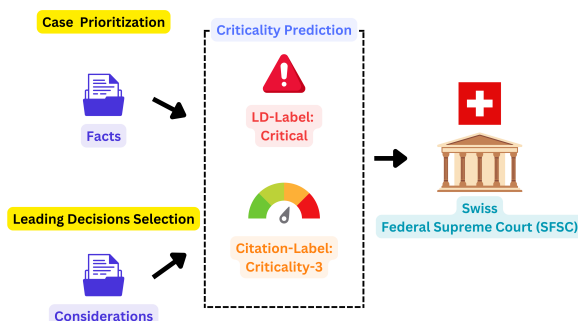 Case Prioritization
Facts
Leading Decisions Selection
Considerations
Criticality Prediction
LD-Label:
Critical
Citation-Label:
Criticality-3
Swiss
Federal Supreme Court (SFSC)